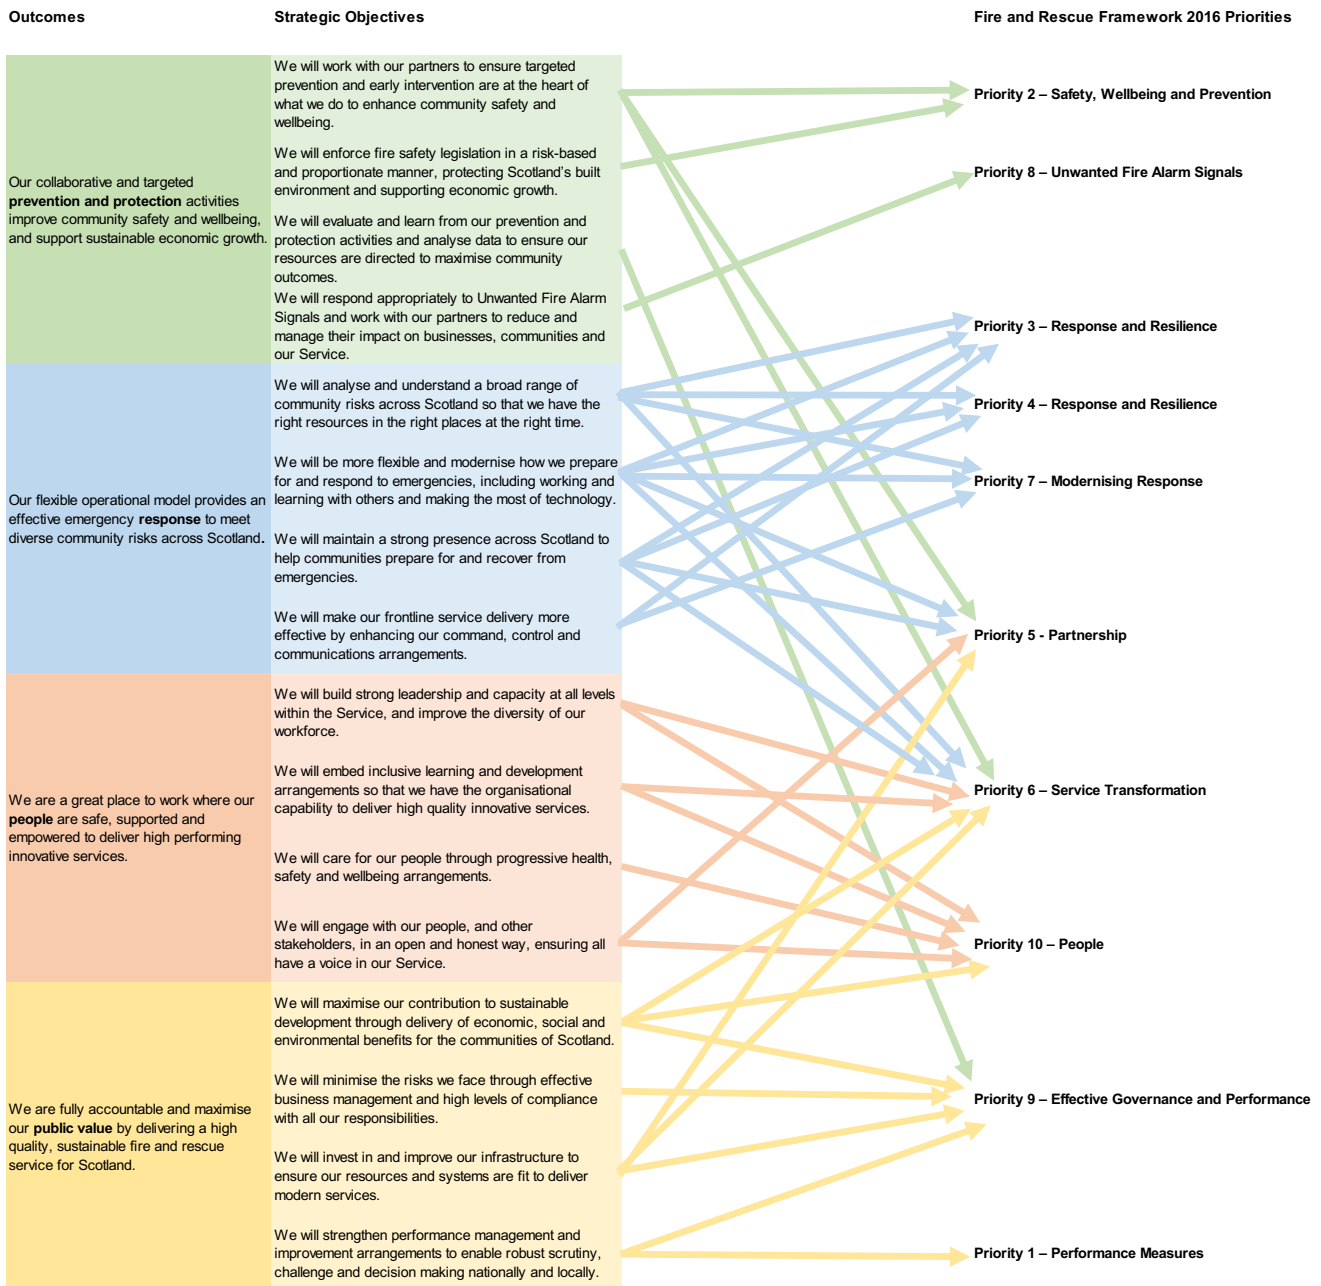 Outcomes
Strategic Objectives
Fire and Rescue Framework 2016 Priorities
Our collaborative and targeted
prevention and protection activities
improve community safety and wellbeing,
and support sustainable economic growth.
We will work with our partners to ensure targeted
prevention and early intervention are at the heart of
what we do to enhance community safety and
wellbeing.
We will enforce fire safety legislation in a risk-based
and proportionate manner, protecting Scotland's built
environment and supporting economic growth.
We will evaluate and learn from our prevention and
protection activities and analyse data to ensure our
resources are directed to maximise community
outcomes.
We will respond appropriately to Unwanted Fire Alarm
Signals and work with our partners to reduce and
manage their impact on businesses, communities and
our Service.
Our flexible operational model provides an
effective emergency response to meet
diverse community risks across Scotland.
We will analyse and understand a broad range of
community risks across Scotland so that we have the
right resources in the right places at the right time.
We will be more flexible and modernise how we prepare
for and respond to emergencies, including working and
learning with others and making the most of technology.
We will maintain a strong presence across Scotland to
help communities prepare for and recover from
emergencies.
We will make our frontline service delivery more
effective by enhancing our command, control and
communications arrangements.
We are a great place to work where our
people are safe, supported and
empowered to deliver high performing
innovative services.
We will build strong leadership and capacity at all levels
within the Service, and improve the diversity of our
workforce.
We will embed inclusive learning and development
arrangements so that we have the organisational
capability to deliver high quality innovative services.
We will care for our people through progressive health,
safety and wellbeing arrangements.
We will engage with our people, and other
stakeholders, in an open and honest way, ensuring all
have a voice in our Service.
We are fully accountable and maximise
our public value by delivering a high
quality, sustainable fire and rescue
service for Scotland.
We will maximise our contribution to sustainable
development through delivery of economic, social and
environmental benefits for the communities of Scotland.
We will minimise the risks we face through effective
business management and high levels of compliance
with all our responsibilities.
We will invest in and improve our infrastructure to
ensure our resources and systems are fit to deliver
modern services.
We will strengthen performance management and
improvement arrangements to enable robust scrutiny,
challenge and decision making nationally and locally.
Priority 2 – Safety, Wellbeing and Prevention
Priority 8 – Unwanted Fire Alarm Signals
Priority 3 – Response and Resilience
Priority 4 – Response and Resilience
Priority 7 – Modernising Response
Priority 5 - Partnership
Priority 6 – Service Transformation
Priority 10 – People
Priority 9 – Effective Governance and Performance
Priority 1 – Performance Measures